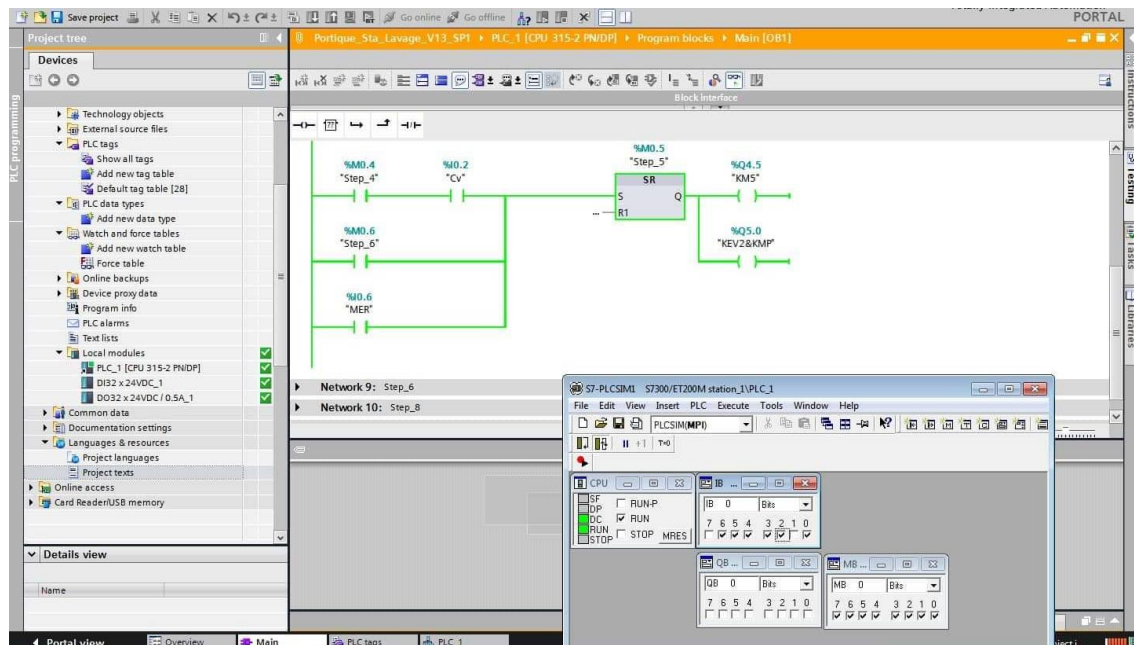 Save project
Go online
Go offline
PORTAL
Project tree
Portique_Sta_Lavage_V13_SP1
PLC_1 [CPU 315-2 PN/DP]
Program blocks
Main [OB1]
Devices
PLC programming
Block interface
Technology objects
External source files
PLC tags
Show all tags
Add new tag table
Default tag table [28]
PLC data types
Add new data type
Watch and force tables
Add new watch table
Force table
Online backups
Device proxy data
Program info
PLC alarms
Text lists
Local modules
PLC_1 [CPU 315-2 PN/DP]
DI32 x 24VDC_1
DO32 x 24VDC / 0.5A_1
Common data
Documentation settings
Languages & resources
Project languages
Project texts
Online access
Card Reader/USB memory
Details view
Name
%M0.4
"Step_4"
%I0.2
"Cv"
%M0.5
"Step_5"
SR
S
Q
R1
...
%Q4.5
"KM5"
%M0.6
"Step_6"
%Q5.0
"KEV2&KMP"
%I0.6
"MER"
Network 9: Step_6
Network 10: Step_8
Instructions
Testing
Tasks
Libraries
S7-PLCSIM1 S7300/ET200M station_1\PLC_1
File Edit View Insert PLC Execute Tools Window Help
PLCSIM(MPI)
+1
T=0
CPU
SF
DP
DC
RUN
STOP
RUN-P
RUN
STOP
MRES
IB ...
IB 0
Bits
7 6 5 4 3 2 1 0
QB ...
QB 0
Bits
7 6 5 4 3 2 1 0
MB ...
MB 0
Bits
7 6 5 4 3 2 1 0
Portal view
Overview
Main
PLC tags
PLC_1